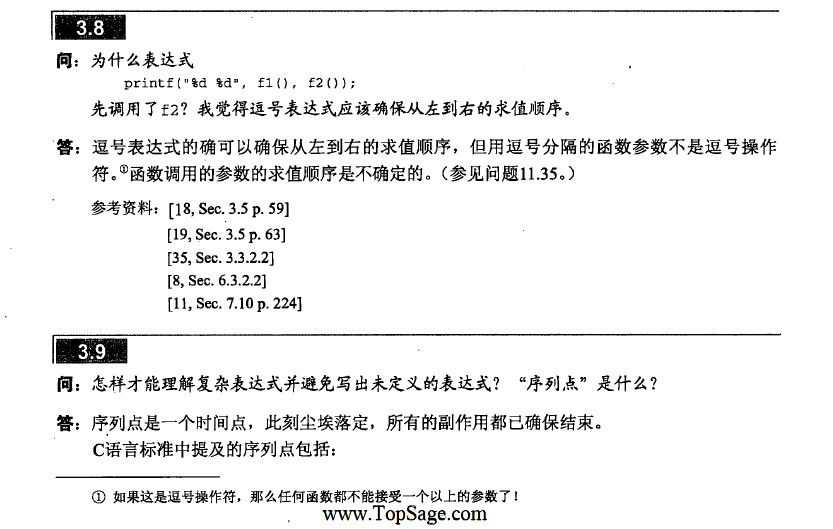 3.8
问：为什么表达式
printf("%d %d", f1(), f2());
先调用了f2？我觉得逗号表达式应该确保从左到右的求值顺序。
答：逗号表达式的确可以确保从左到右的求值顺序，但用逗号分隔的函数参数不是逗号操作
符。①函数调用的参数的求值顺序是不确定的。（参见问题11.35。）
参考资料：[18, Sec. 3.5 p. 59]
[19, Sec. 3.5 p. 63]
[35, Sec. 3.3.2.2]
[8, Sec. 6.3.2.2]
[11, Sec. 7.10 p. 224]
3.9
问：怎样才能理解复杂表达式并避免写出未定义的表达式？“序列点”是什么？
答：序列点是一个时间点，此刻尘埃落定，所有的副作用都已确保结束。
C语言标准中提及的序列点包括：
① 如果这是逗号操作符，那么任何函数都不能接受一个以上的参数了！
www.TopSage.com